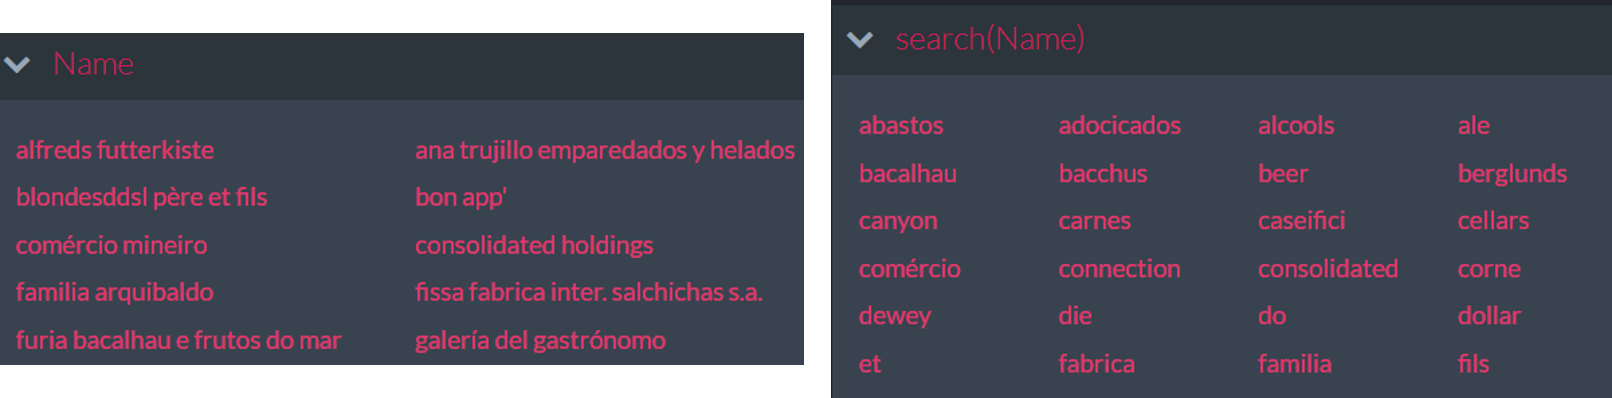 Name
alfreds futterkiste ana trujillo emparedados y helados
blondesddsl père et fils bon app'
comércio mineiro consolidated holdings
familia arquibaldo fissa fabrica inter. salchichas s.a.
furia bacalhau e frutos do mar galería del gastrónomo
search(Name)
abastos adocicados alcools ale
bacalhau bacchus beer berglunds
canyon carnes caseifici cellars
comércio connection consolidated corne
dewey die do dollar
et fabrica familia fils